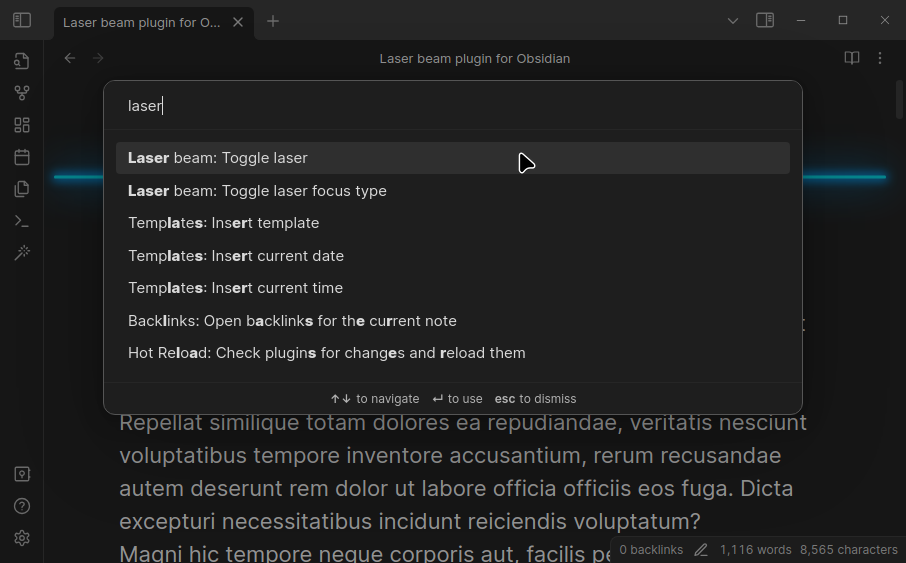 Laser beam plugin for O...
Laser beam plugin for Obsidian
laser
Laser beam: Toggle laser
Laser beam: Toggle laser focus type
Templates: Insert template
Templates: Insert current date
Templates: Insert current time
Backlinks: Open backlinks for the current note
Hot Reload: Check plugins for changes and reload them
↑↓ to navigate ↵ to use esc to dismiss
Repellat similique totam dolores ea repudiandae, veritatis nesciunt
voluptatibus tempore inventore accusantium, rerum recusandae
autem deserunt rem dolor ut labore officia officiis eos fuga. Dicta
excepturi necessitatibus incidunt reiciendis voluptatum?
Magni hic tempore neque corporis aut, facilis
0 backlinks 1,116 words 8,565 characters